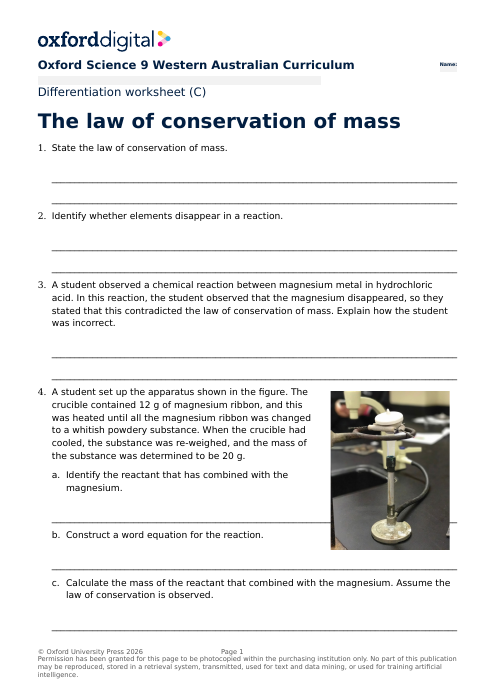 oxforddigital
Oxford Science 9 Western Australian Curriculum
Name:
Differentiation worksheet (C)
The law of conservation of mass
1. State the law of conservation of mass.
2. Identify whether elements disappear in a reaction.
3. A student observed a chemical reaction between magnesium metal in hydrochloric
acid. In this reaction, the student observed that the magnesium disappeared, so they
stated that this contradicted the law of conservation of mass. Explain how the student
was incorrect.
4. A student set up the apparatus shown in the figure. The
crucible contained 12 g of magnesium ribbon, and this
was heated until all the magnesium ribbon was changed
to a whitish powdery substance. When the crucible had
cooled, the substance was re-weighed, and the mass of
the substance was determined to be 20 g.
a. Identify the reactant that has combined with the
magnesium.
b. Construct a word equation for the reaction.
c. Calculate the mass of the reactant that combined with the magnesium. Assume the
law of conservation is observed.
© Oxford University Press 2026 Page 1
Permission has been granted for this page to be photocopied within the purchasing institution only. No part of this publication
may be reproduced, stored in a retrieval system, transmitted, used for text and data mining, or used for training artificial
intelligence.